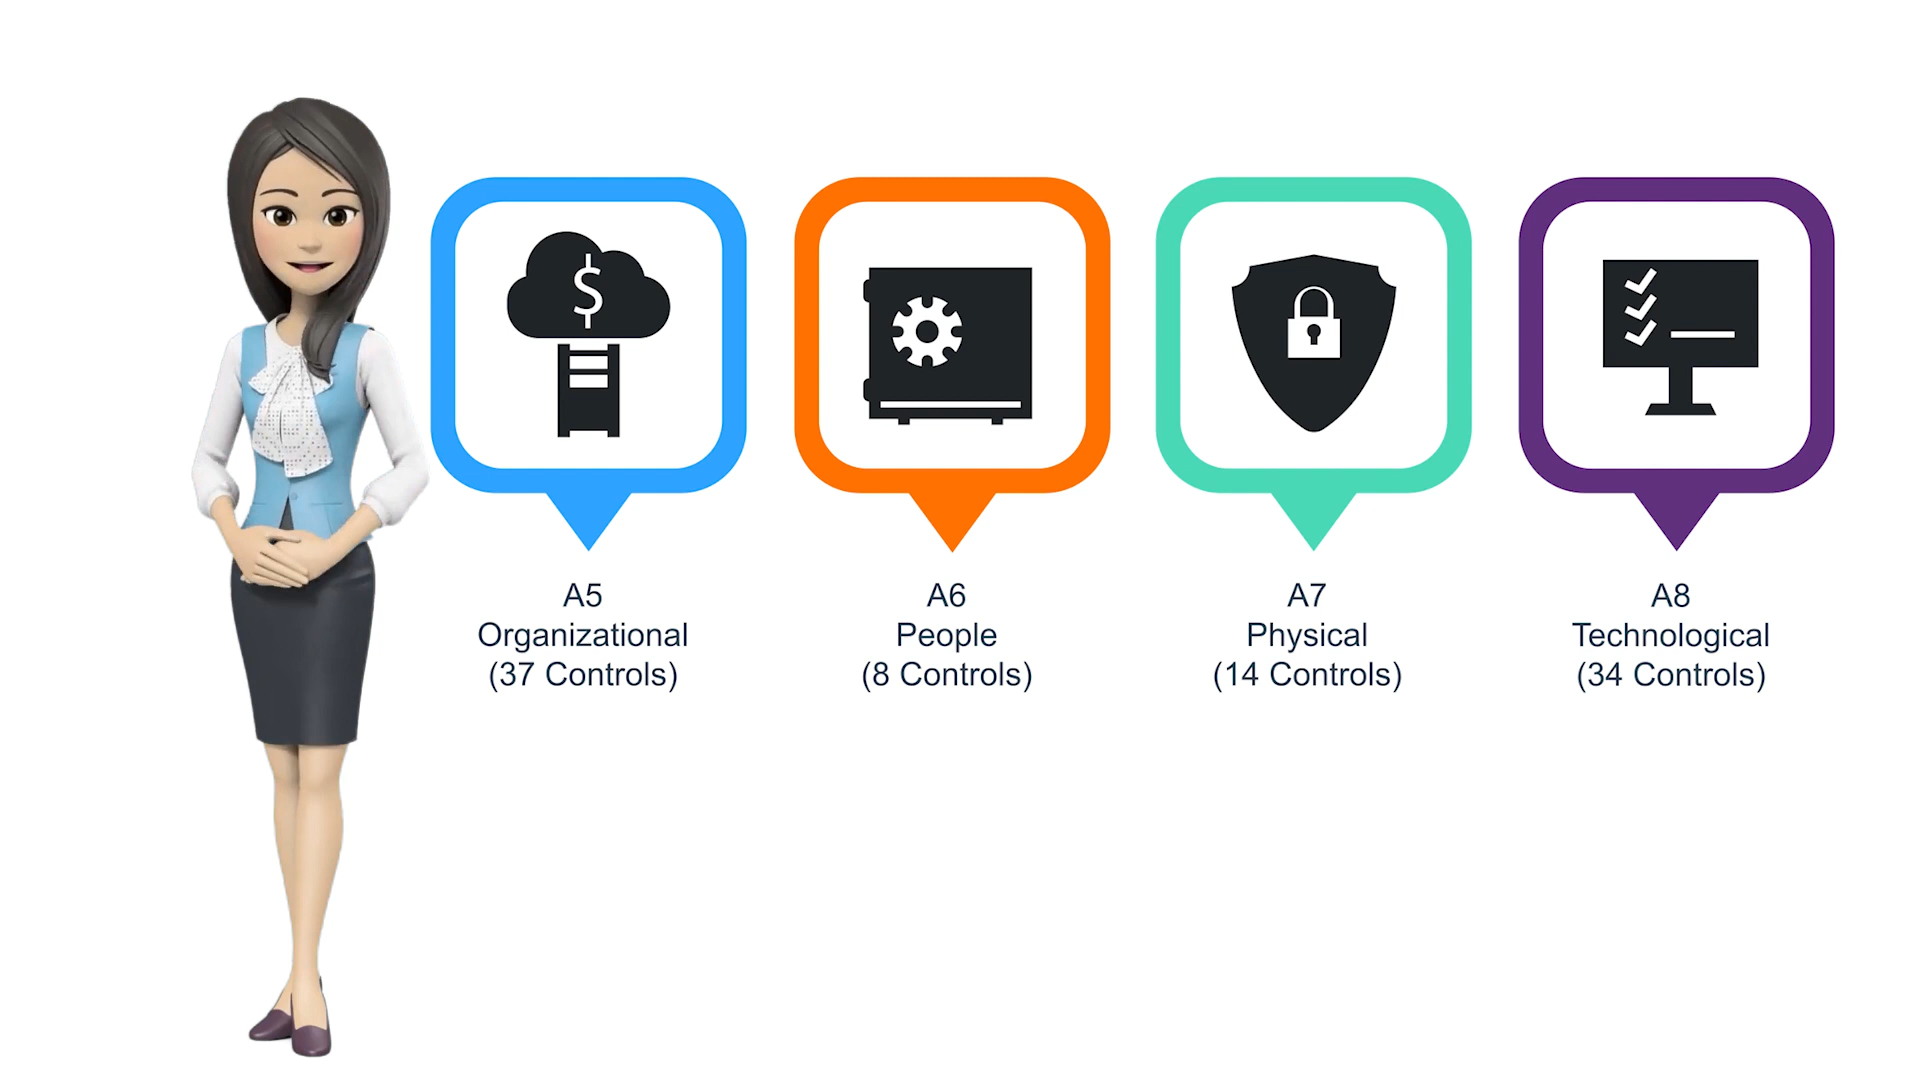 $
A5
Organizational
(37 Controls)
A6
People
(8 Controls)
A7
Physical
(14 Controls)
A8
Technological
(34 Controls)